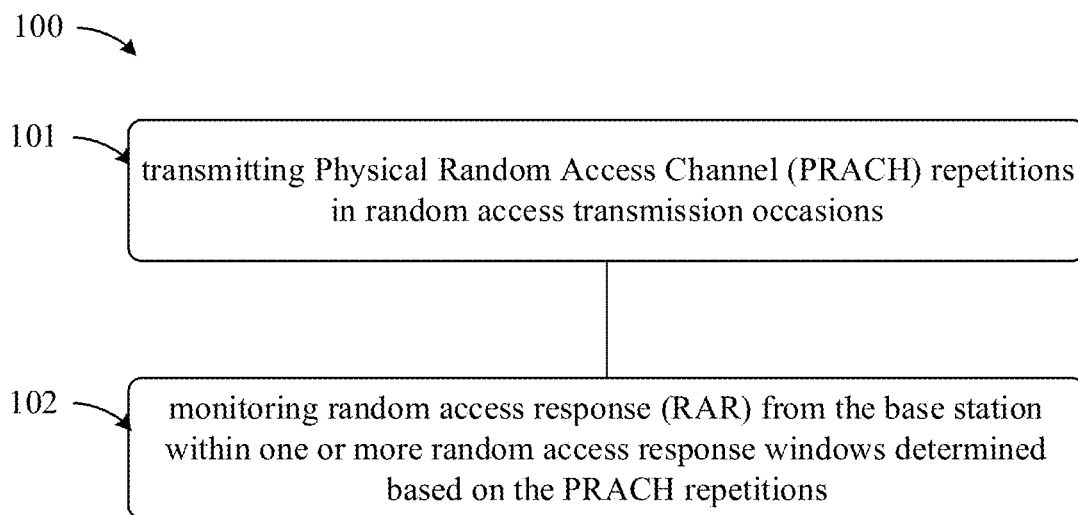 100
101
transmitting Physical Random Access Channel (PRACH) repetitions
in random access transmission occasions
102
monitoring random access response (RAR) from the base station
within one or more random access response windows determined
based on the PRACH repetitions